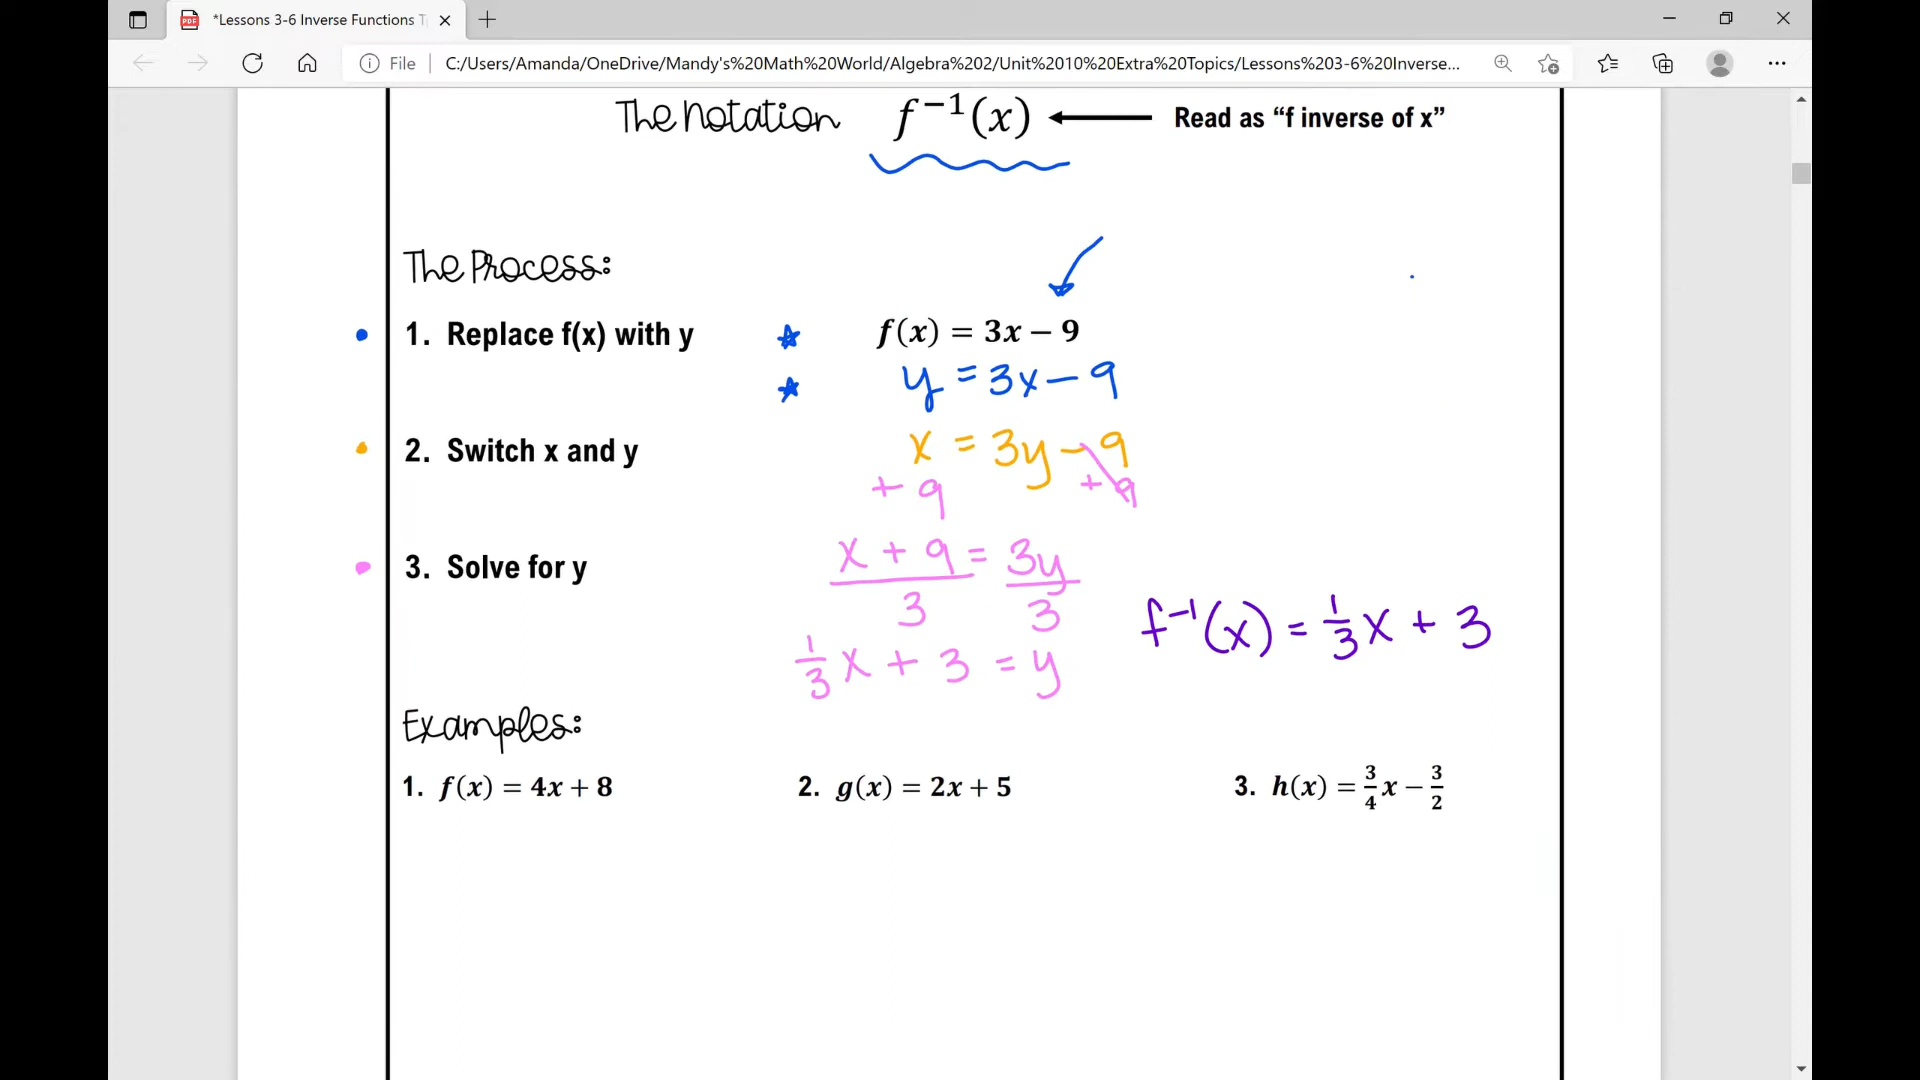 *Lessons 3-6 Inverse Functions T
File C:/Users/Amanda/OneDrive/Mandy's%20Math%20World/Algebra%202/Unit%2010%20Extra%20Topics/Lessons%203-6%20Inverse...
The Notation f⁻¹(x) Read as “f inverse of x”
The Process:
1. Replace f(x) with y f(x) = 3x − 9
y = 3x − 9
2. Switch x and y x = 3y − 9
+ 9 + 9
3. Solve for y x + 9 = 3y
3 3
f⁻¹(x) = 1/3 x + 3
1/3 x + 3 = y
Examples:
1. f(x) = 4x + 8 2. g(x) = 2x + 5 3. h(x) = 3/4 x − 3/2